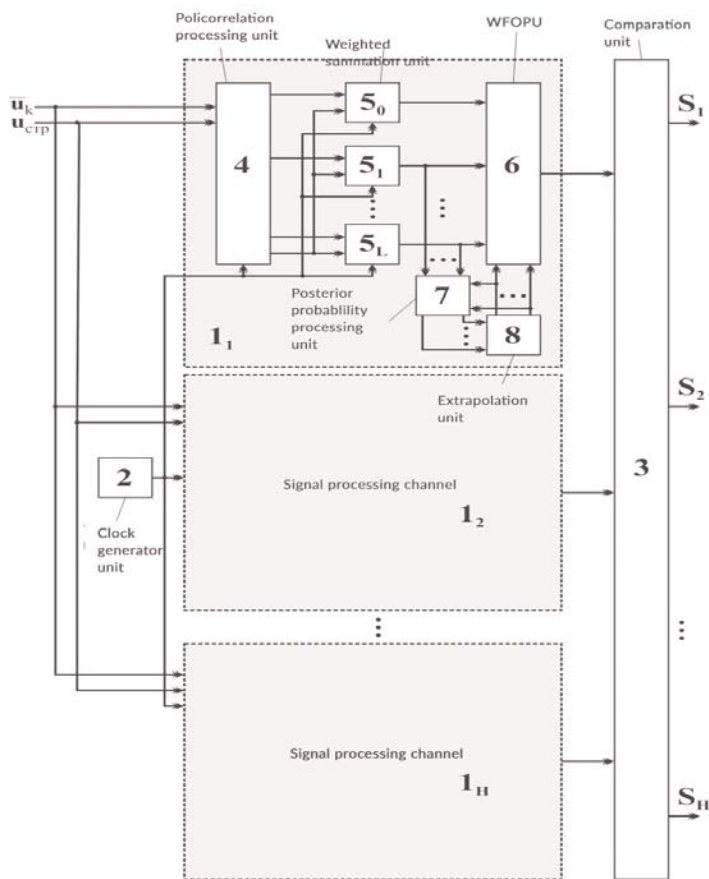 Policorrelation
processing unit
Weighted
summation unit
WFOPU
Comparation
unit
u̅k
uстр
4
5₀
5₁
5L
6
S₁
7
8
Posterior
probablility
processing
unit
1₁
Extrapolation
unit
S₂
2
Signal processing channel
1₂
3
Clock
generator
unit
Signal processing channel
1H
SH